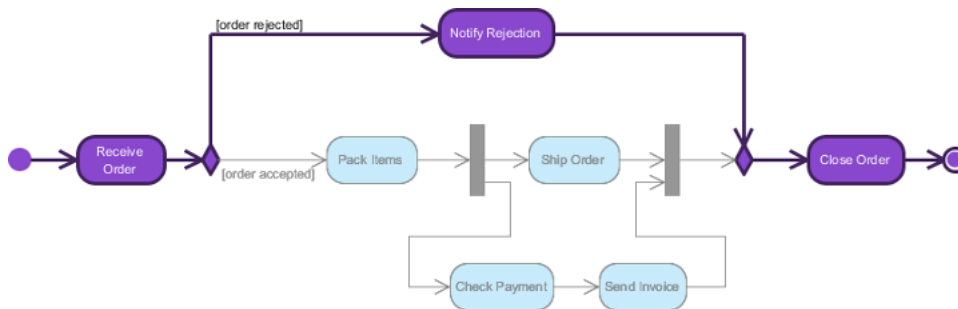 [order rejected]
Notify Rejection
Receive
Order
[order accepted]
Pack Items
Ship Order
Close Order
Check Payment
Send Invoice